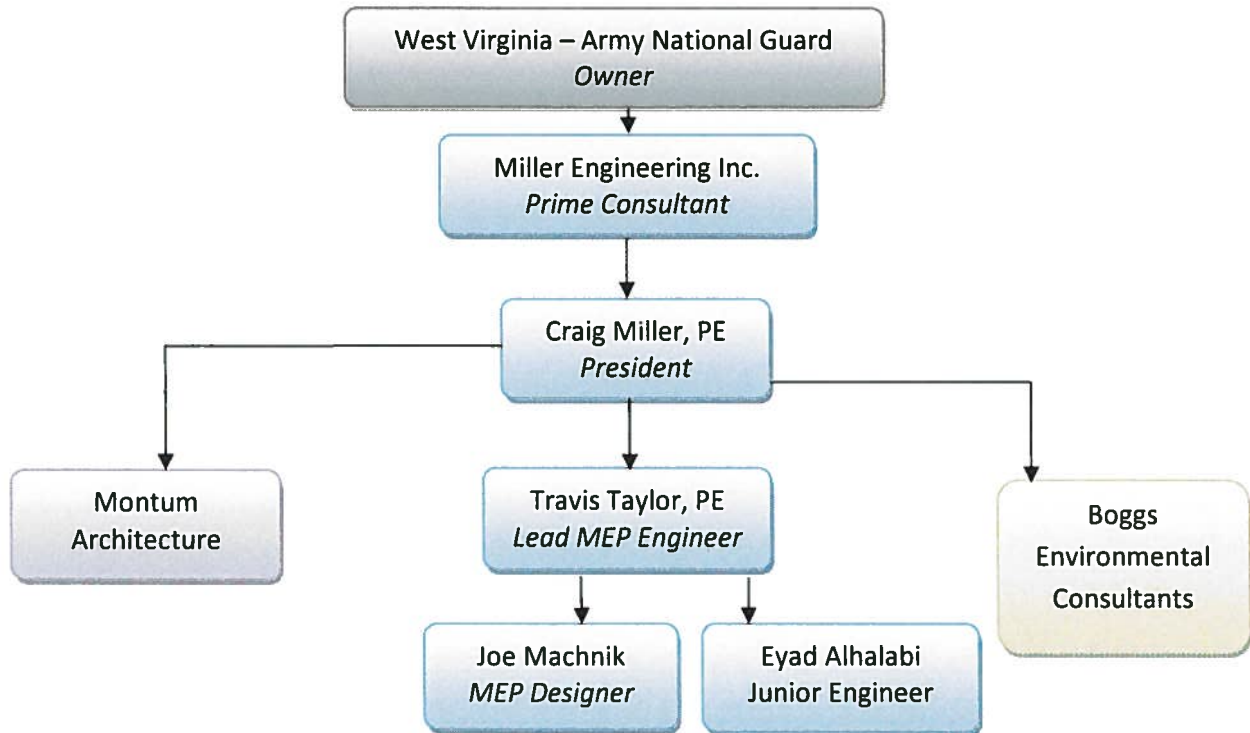 West Virginia – Army National Guard
Owner
Miller Engineering Inc.
Prime Consultant
Craig Miller, PE
President
Montum
Architecture
Travis Taylor, PE
Lead MEP Engineer
Boggs
Environmental
Consultants
Joe Machnik
MEP Designer
Eyad Alhalabi
Junior Engineer